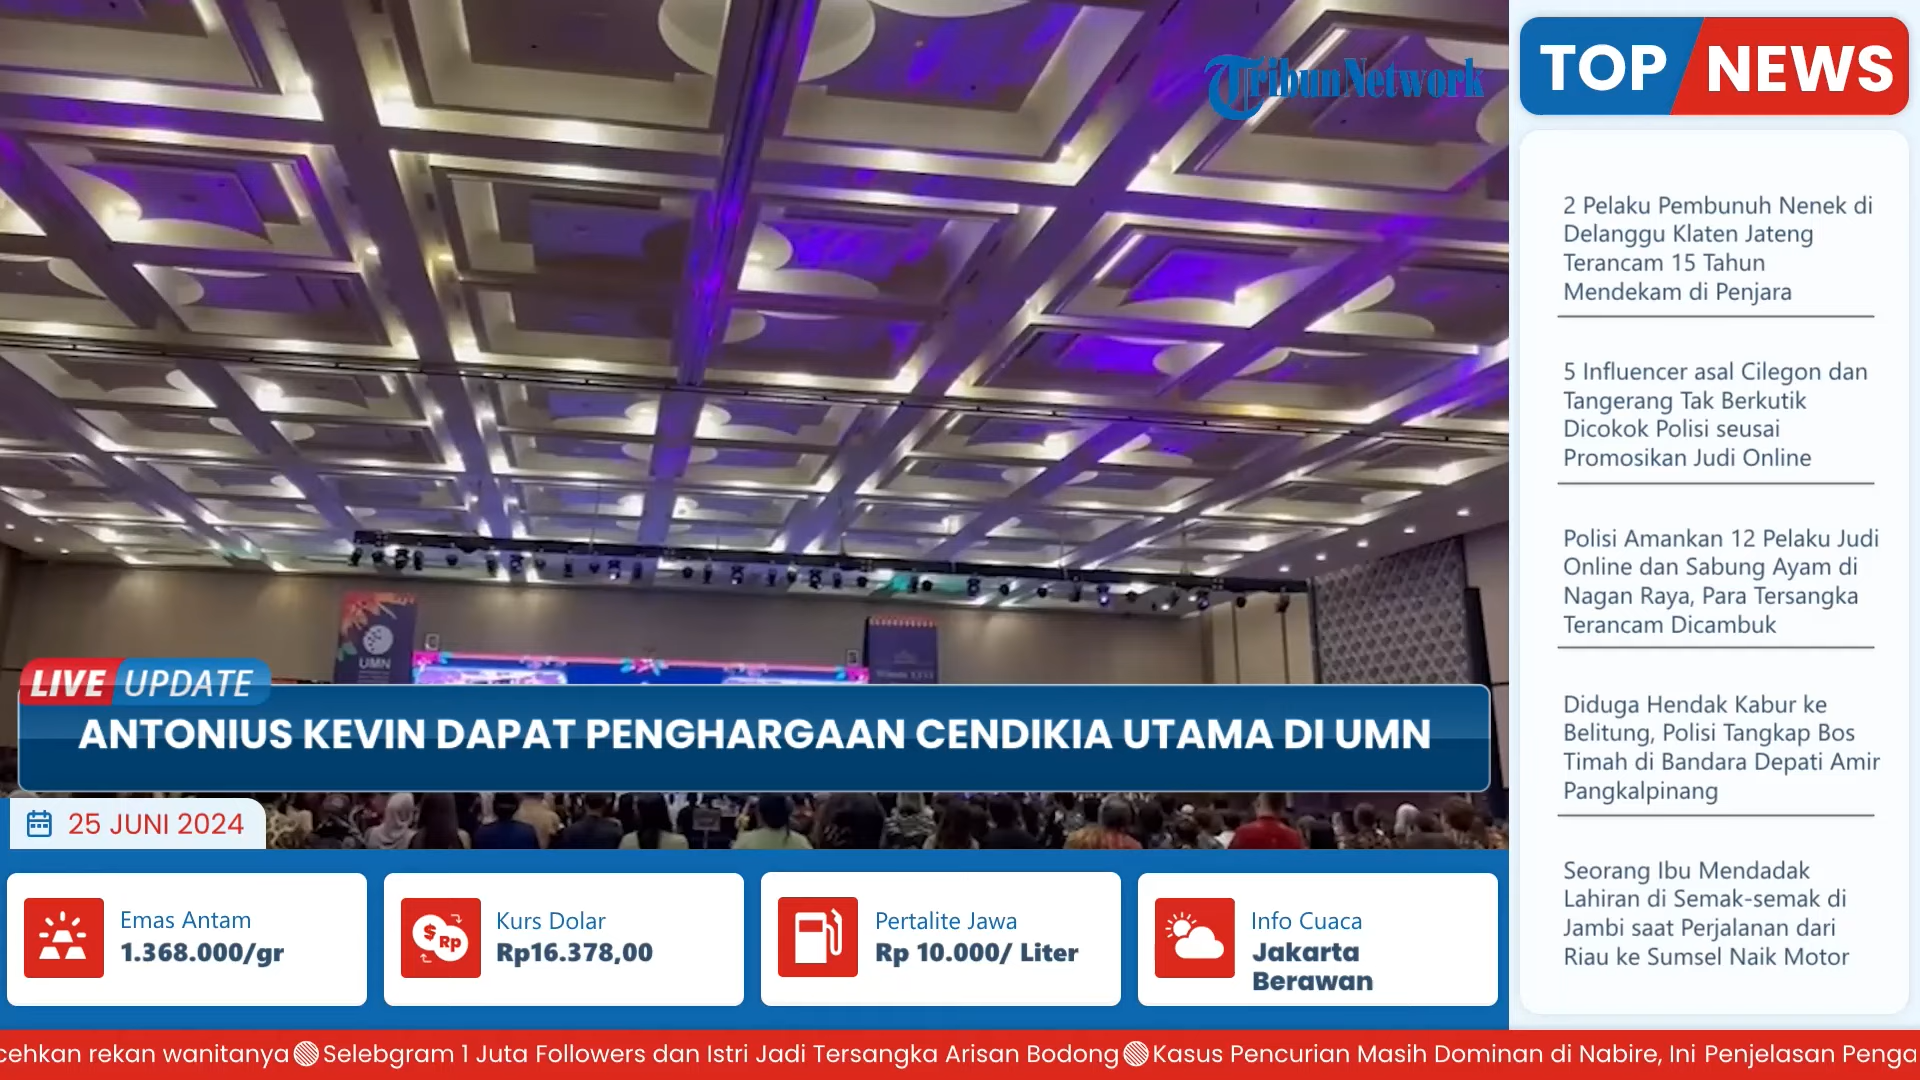 TribunNetwork
TOP NEWS
2 Pelaku Pembunuh Nenek di
Delanggu Klaten Jateng
Terancam 15 Tahun
Mendekam di Penjara
5 Influencer asal Cilegon dan
Tangerang Tak Berkutik
Dicokok Polisi seusai
Promosikan Judi Online
Polisi Amankan 12 Pelaku Judi
Online dan Sabung Ayam di
Nagan Raya, Para Tersangka
Terancam Dicambuk
Diduga Hendak Kabur ke
Belitung, Polisi Tangkap Bos
Timah di Bandara Depati Amir
Pangkalpinang
Seorang Ibu Mendadak
Lahiran di Semak-semak di
Jambi saat Perjalanan dari
Riau ke Sumsel Naik Motor
UMN
LIVE UPDATE
ANTONIUS KEVIN DAPAT PENGHARGAAN CENDIKIA UTAMA DI UMN
25 JUNI 2024
Emas Antam
1.368.000/gr
Kurs Dolar
$ Rp
Rp16.378,00
Pertalite Jawa
Rp 10.000/ Liter
Info Cuaca
Jakarta
Berawan
cehkan rekan wanitanya Selebgram 1 Juta Followers dan Istri Jadi Tersangka Arisan Bodong Kasus Pencurian Masih Dominan di Nabire, Ini Penjelasan Penga